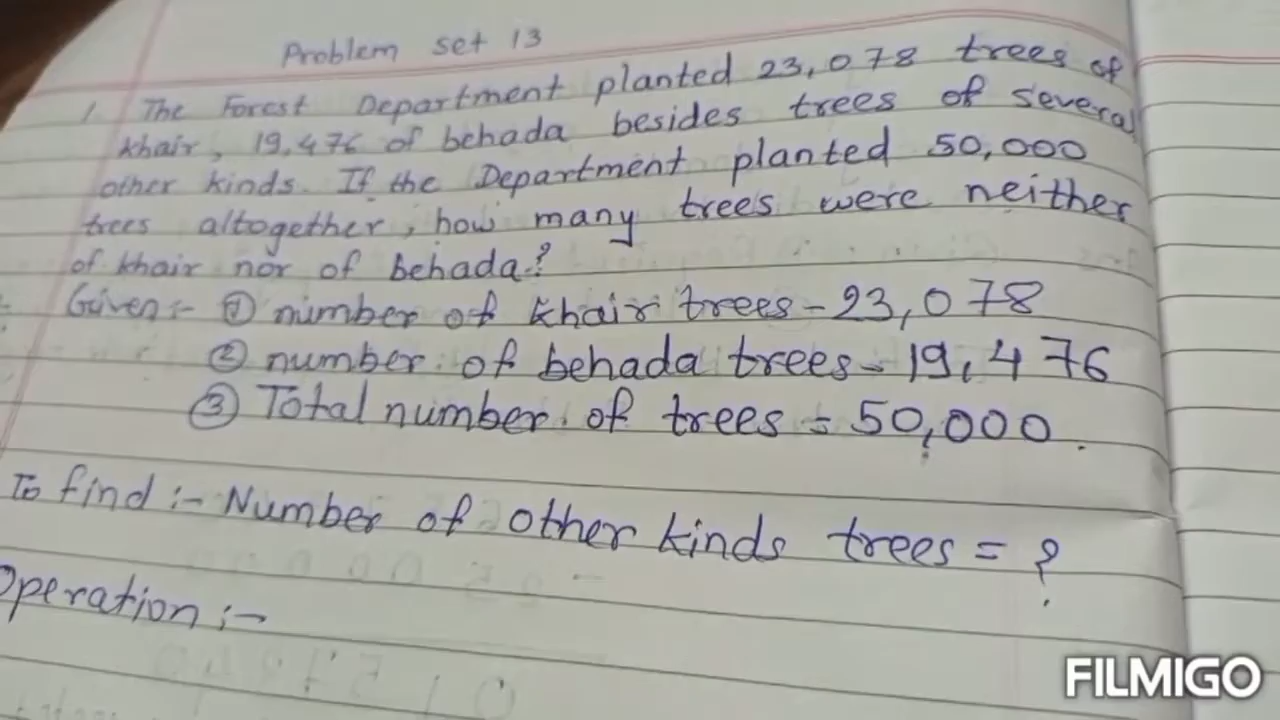 Problem set 13
1. The Forest Department planted 23,078 trees of
khair, 19,476 of behada besides trees of several
other kinds. If the Department planted 50,000
trees altogether, how many trees were neither
of khair nor of behada?
Given:- ① number of khair trees - 23,078
② number of behada trees - 19,476
③ Total number of trees = 50,000.
To find :- Number of other kinds trees = ?
Operation :-
FILMIGO